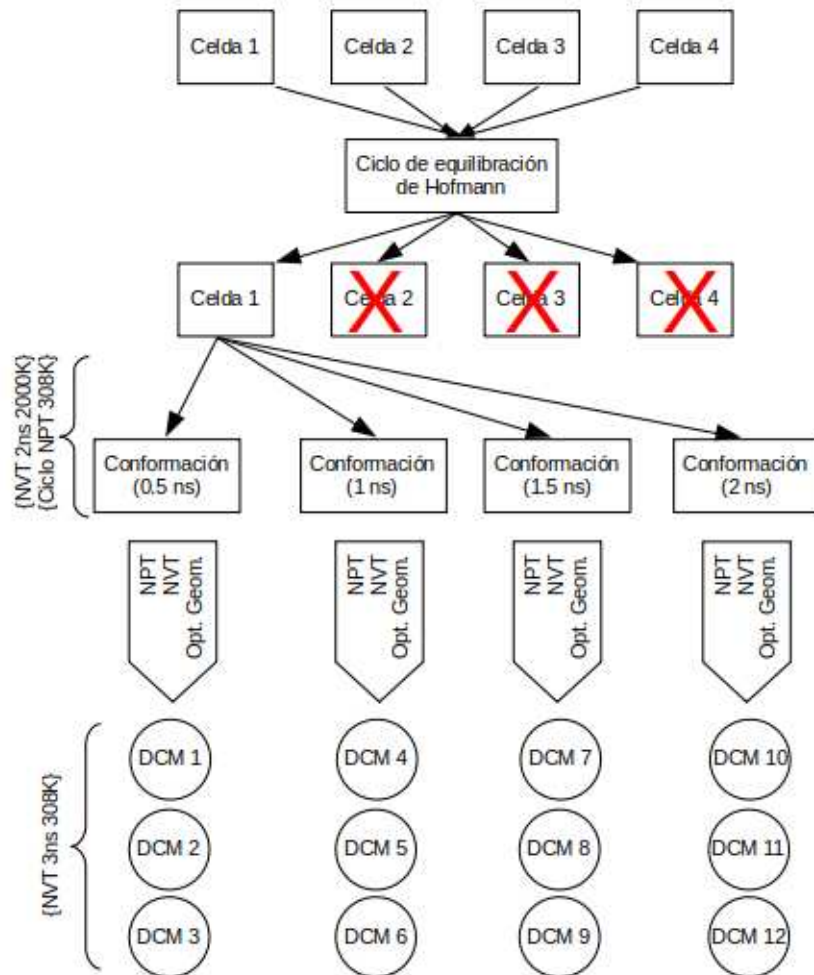 Celda 1
Celda 2
Celda 3
Celda 4
Ciclo de equilibración
de Hofmann
Celda 1
Celda 2
Celda 3
Celda 4
{NVT 2ns 2000K}
{Ciclo NPT 308K}
Conformación
(0.5 ns)
Conformación
(1 ns)
Conformación
(1.5 ns)
Conformación
(2 ns)
NPT
NVT
Opt. Geom.
NPT
NVT
Opt. Geom.
NPT
NVT
Opt. Geom.
NPT
NVT
Opt. Geom.
{NVT 3ns 308K}
DCM 1
DCM 4
DCM 7
DCM 10
DCM 2
DCM 5
DCM 8
DCM 11
DCM 3
DCM 6
DCM 9
DCM 12